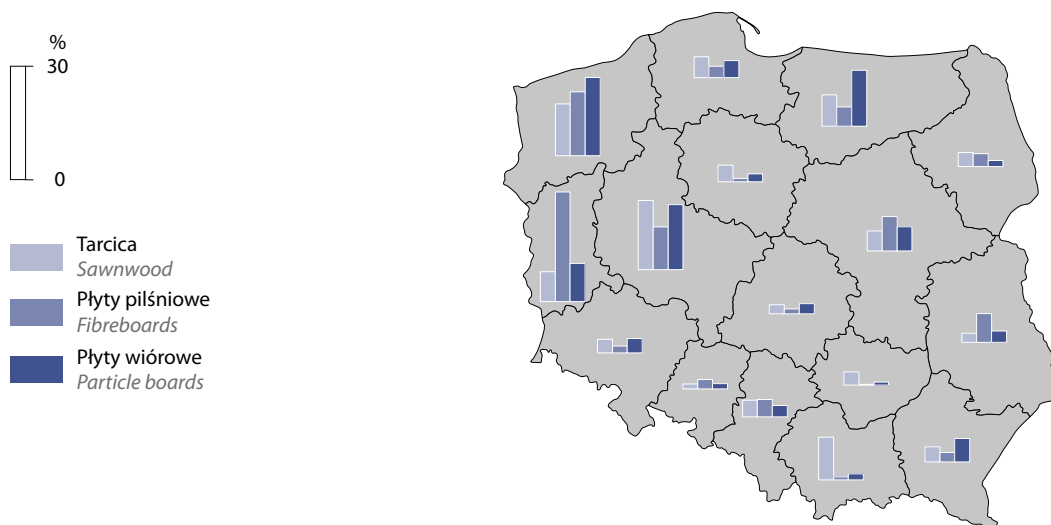 %
30
0
Tarcica
Sawnwood
Płyty pilśniowe
Fibreboards
Płyty wiórowe
Particle boards